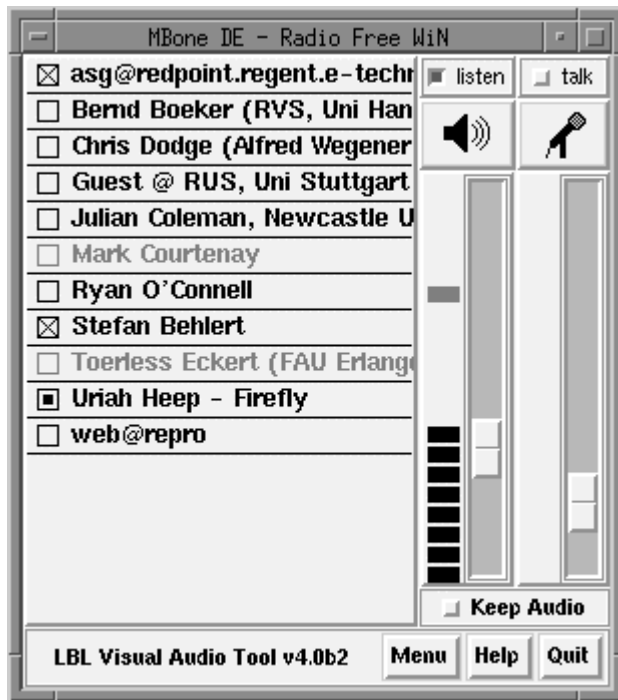 MBone DE - Radio Free WiN
asg@redpoint.regent.e-techn
Bernd Boeker (RVS, Uni Han
Chris Dodge (Alfred Wegener
Guest @ RUS, Uni Stuttgart
Julian Coleman, Newcastle U
Mark Courtenay
Ryan O'Connell
Stefan Behlert
Toerless Eckert (FAU Erlange
Uriah Heep - Firefly
web@repro
listen
talk
Keep Audio
LBL Visual Audio Tool v4.0b2
Menu
Help
Quit